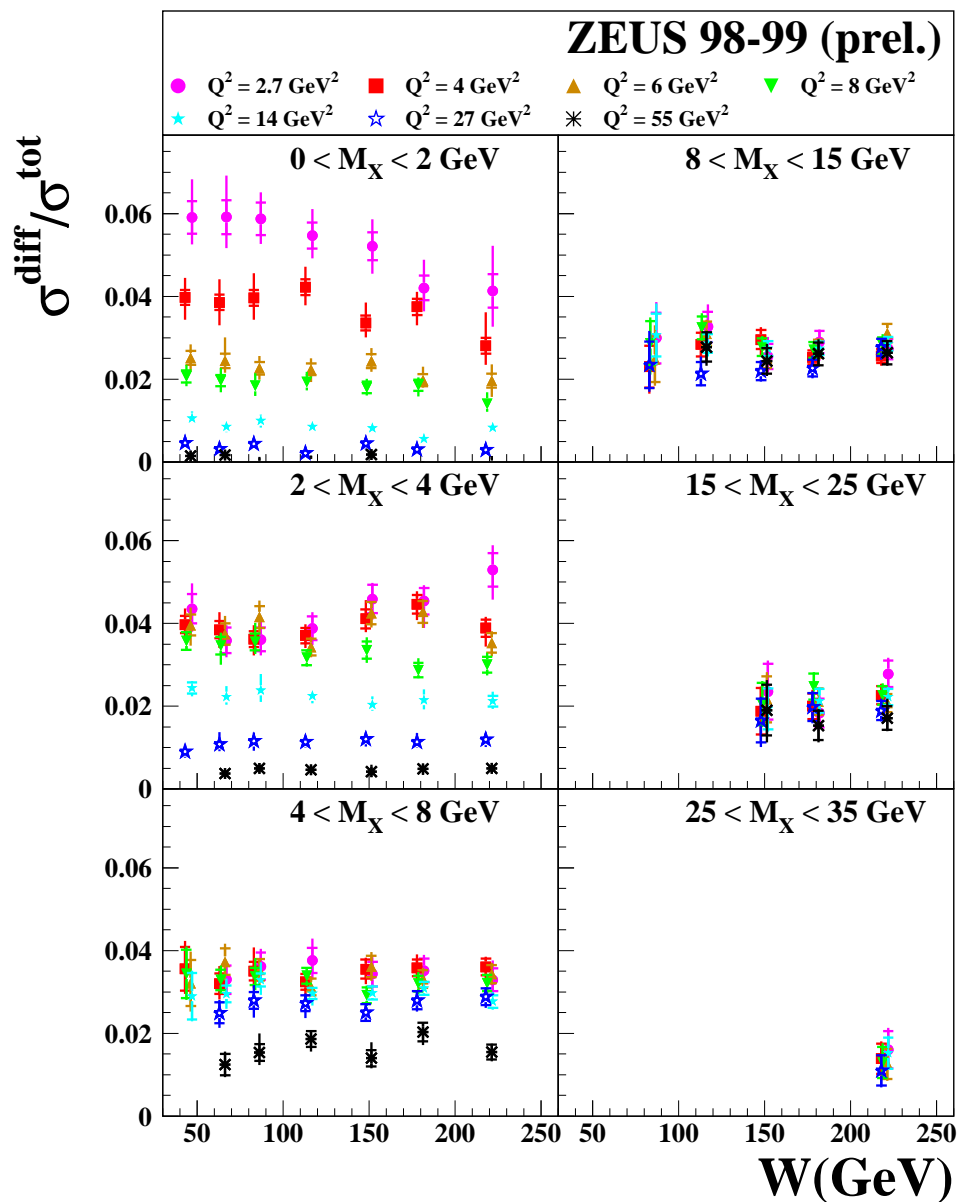 ZEUS 98-99 (prel.)
Q² = 2.7 GeV² Q² = 4 GeV² Q² = 6 GeV² Q² = 8 GeV²
Q² = 14 GeV² Q² = 27 GeV² Q² = 55 GeV²
σ^diff/σ^tot
0 < M_X < 2 GeV 8 < M_X < 15 GeV
0.06
0.04
0.02
0
2 < M_X < 4 GeV 15 < M_X < 25 GeV
0.06
0.04
0.02
0
4 < M_X < 8 GeV 25 < M_X < 35 GeV
0.06
0.04
0.02
0
50 100 150 200 250 50 100 150 200 250
W(GeV)